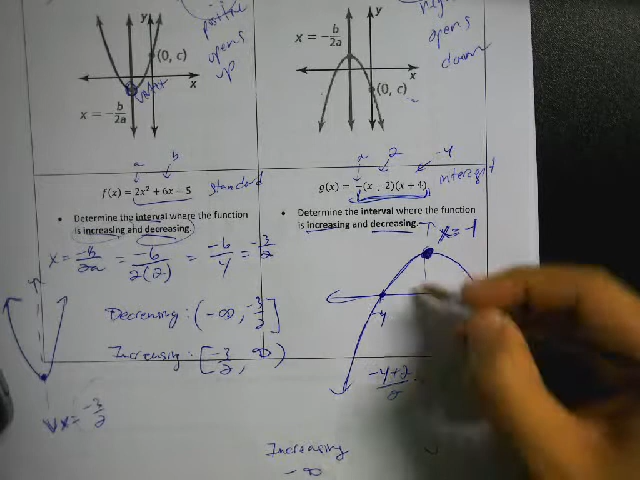 positive
opens
up
opens
down
y
(0, c)
x
vertex
x = -b/2a
x = -b/2a
y
x
(0, c)
a
b
f(x) = 2x² + 6x - 5
standard
• Determine the interval where the function
is increasing and decreasing.
x = -b/2a = -6/2(2) = -6/4 = -3/2
Decreasing: (-∞, -3/2]
Increasing: [-3/2, ∞)
x = -3/2
2
-4
(x - 2)(x + 4)
intercept
• Determine the interval where the function
is increasing and decreasing.
x = -1
-4
-4+2
Increasing
-∞